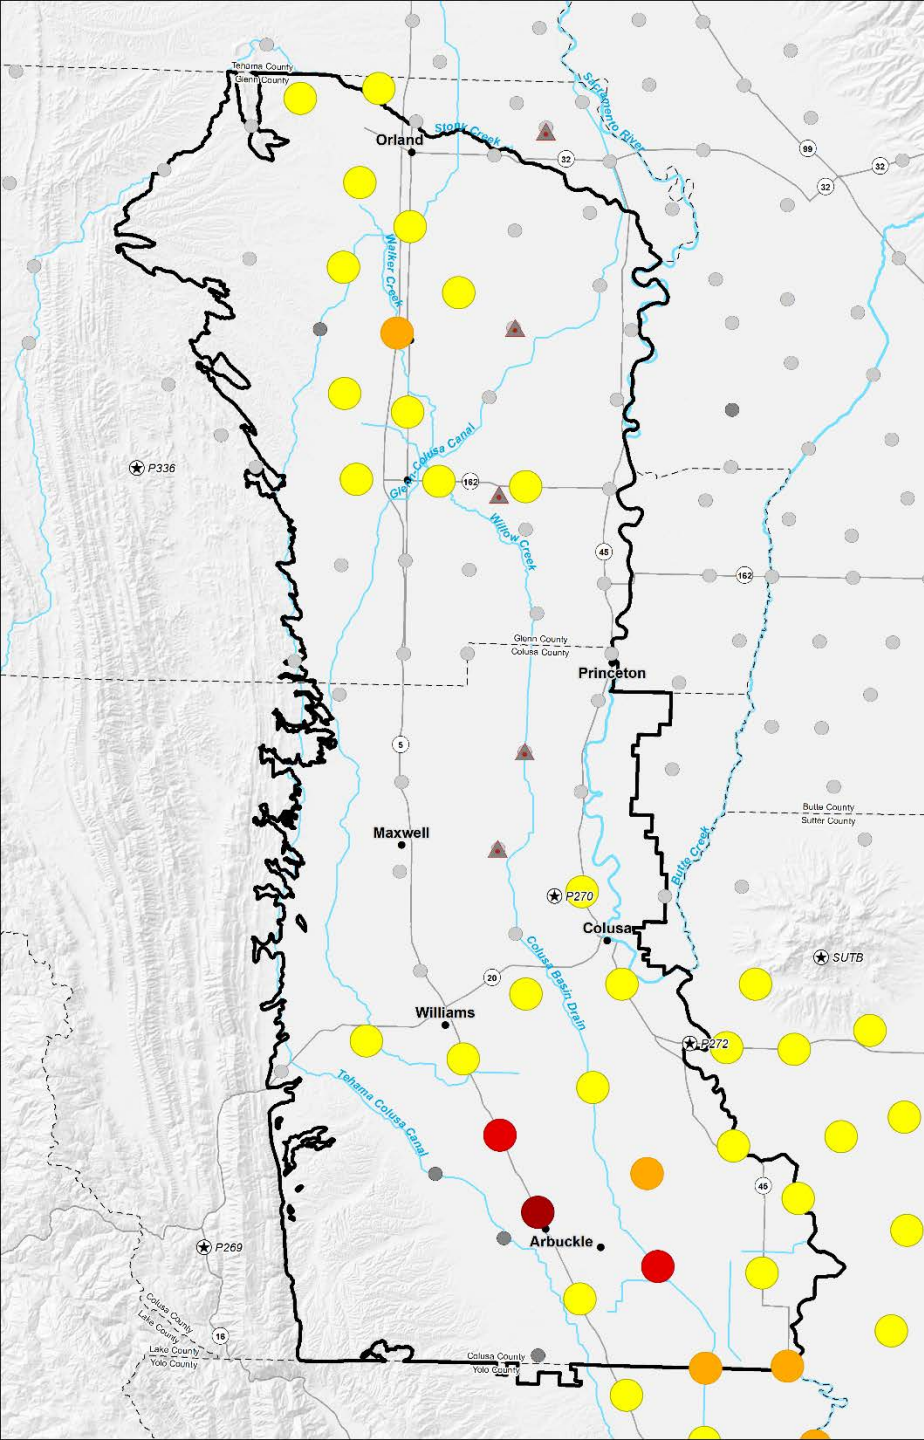 Tehama County
Glenn County
Sacramento River
Stony Creek
Orland
32
99
32
32
Walker Creek
P336
Glenn-Colusa Canal
162
Willow Creek
45
162
Glenn County
Colusa County
Princeton
5
Butte County
Sutter County
Maxwell
Butte Creek
P270
Colusa
Colusa Basin Drain
SUTB
20
Williams
P272
Tehama Colusa Canal
45
Arbuckle
P269
Colusa County
Lake County
16
Lake County
Yolo County
Colusa County
Yolo County